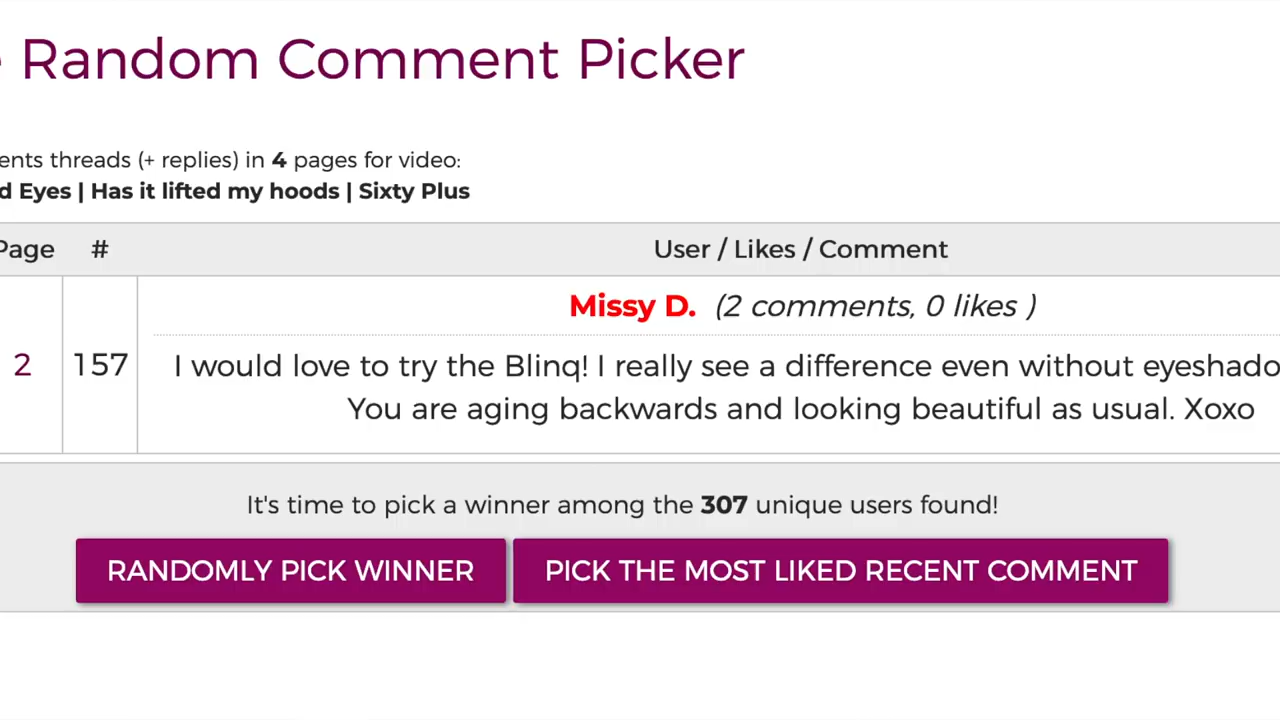 Random Comment Picker
ents threads (+ replies) in 4 pages for video:
d Eyes | Has it lifted my hoods | Sixty Plus
Page # User / Likes / Comment
Missy D. (2 comments, 0 likes )
2 157 I would love to try the Blinq! I really see a difference even without eyeshado
You are aging backwards and looking beautiful as usual. Xoxo
It's time to pick a winner among the 307 unique users found!
RANDOMLY PICK WINNER PICK THE MOST LIKED RECENT COMMENT